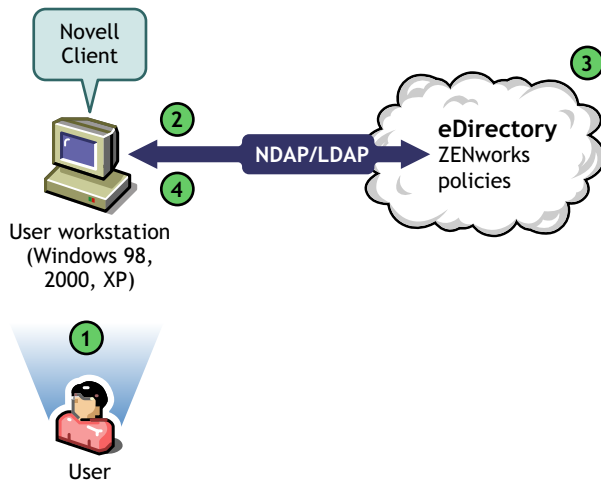 Novell
Client
2
NDAP/LDAP
4
3
eDirectory
ZENworks
policies
User workstation
(Windows 98,
2000, XP)
1
User